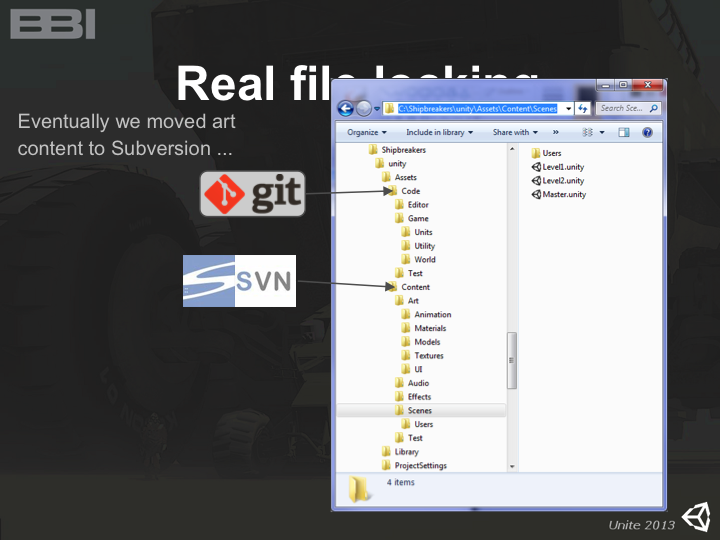 BBI
Real file locking
Eventually we moved art
content to Subversion ...
git
SVN
C:\Shipbreakers\unity\Assets\Content\Scenes
Search Sce...
Organize
Include in library
Share with
»
Shipbreakers
unity
Assets
Code
Editor
Game
Units
Utility
World
Test
Content
Art
Animation
Materials
Models
Textures
UI
Audio
Effects
Scenes
Users
Test
Library
ProjectSettings
Users
Level1.unity
Level2.unity
Master.unity
4 items
Unite 2013